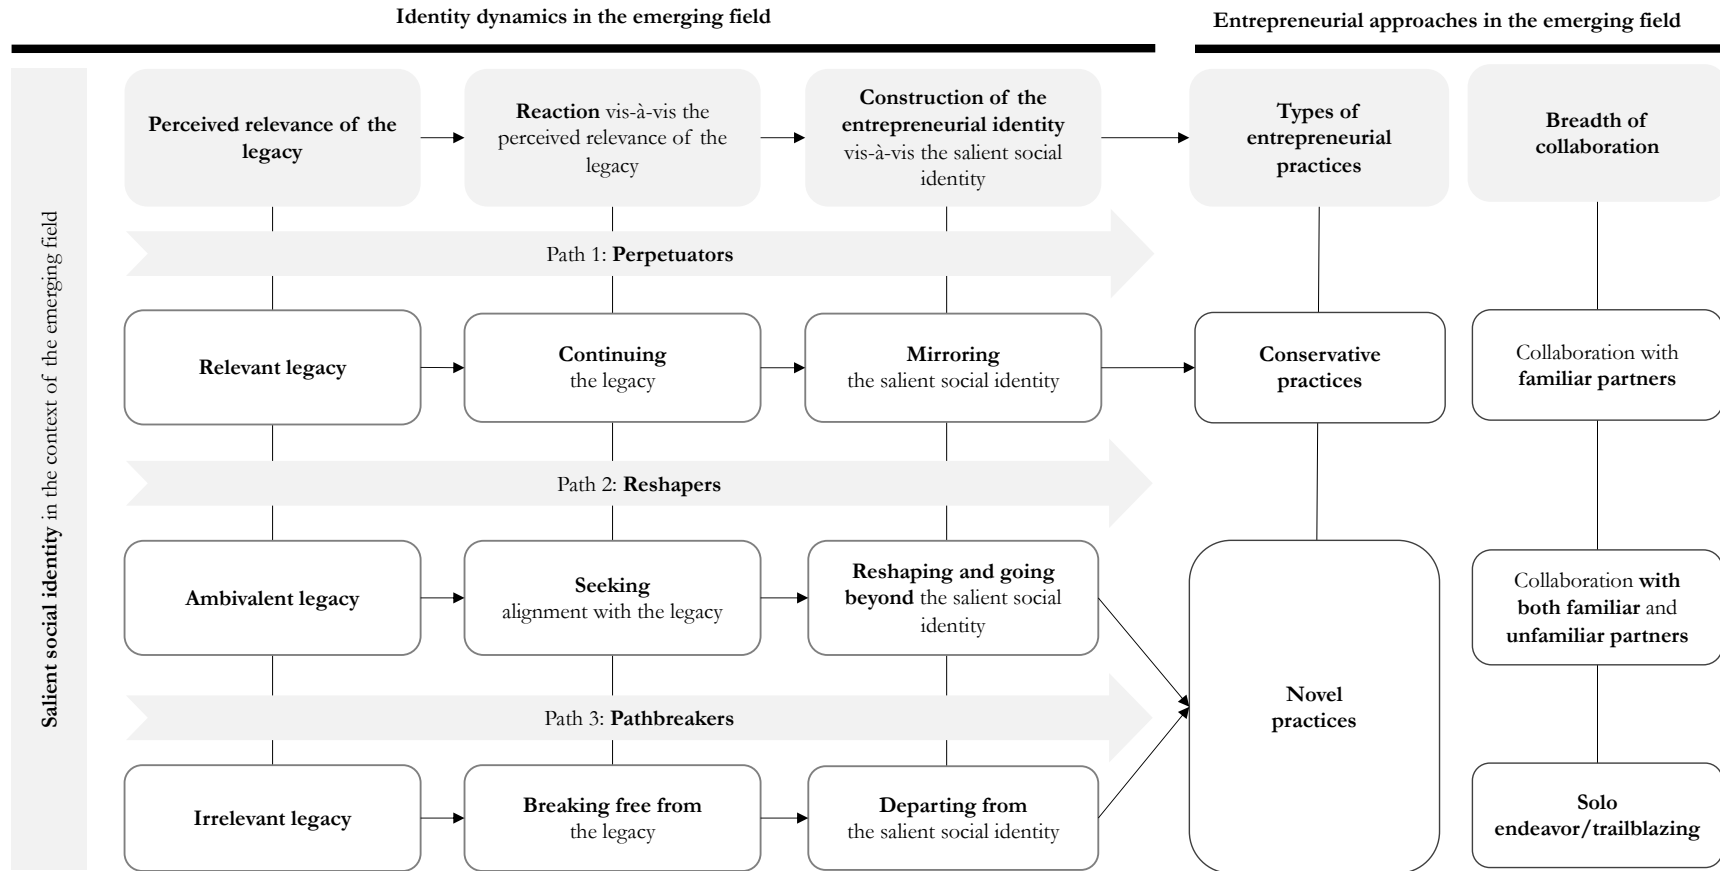 Identity dynamics in the emerging field
Entrepreneurial approaches in the emerging field
Salient social identity in the context of the emerging field
Perceived relevance of the
legacy
Reaction vis-à-vis the
perceived relevance of the
legacy
Construction of the
entrepreneurial identity
vis-à-vis the salient social
identity
Types of
entrepreneurial
practices
Breadth of
collaboration
Path 1: Perpetuators
Relevant legacy
Continuing
the legacy
Mirroring
the salient social identity
Conservative
practices
Collaboration with
familiar partners
Path 2: Reshapers
Ambivalent legacy
Seeking
alignment with the legacy
Reshaping and going
beyond the salient social
identity
Collaboration with
both familiar and
unfamiliar partners
Novel
practices
Path 3: Pathbreakers
Irrelevant legacy
Breaking free from
the legacy
Departing from
the salient social identity
Solo
endeavor/trailblazing